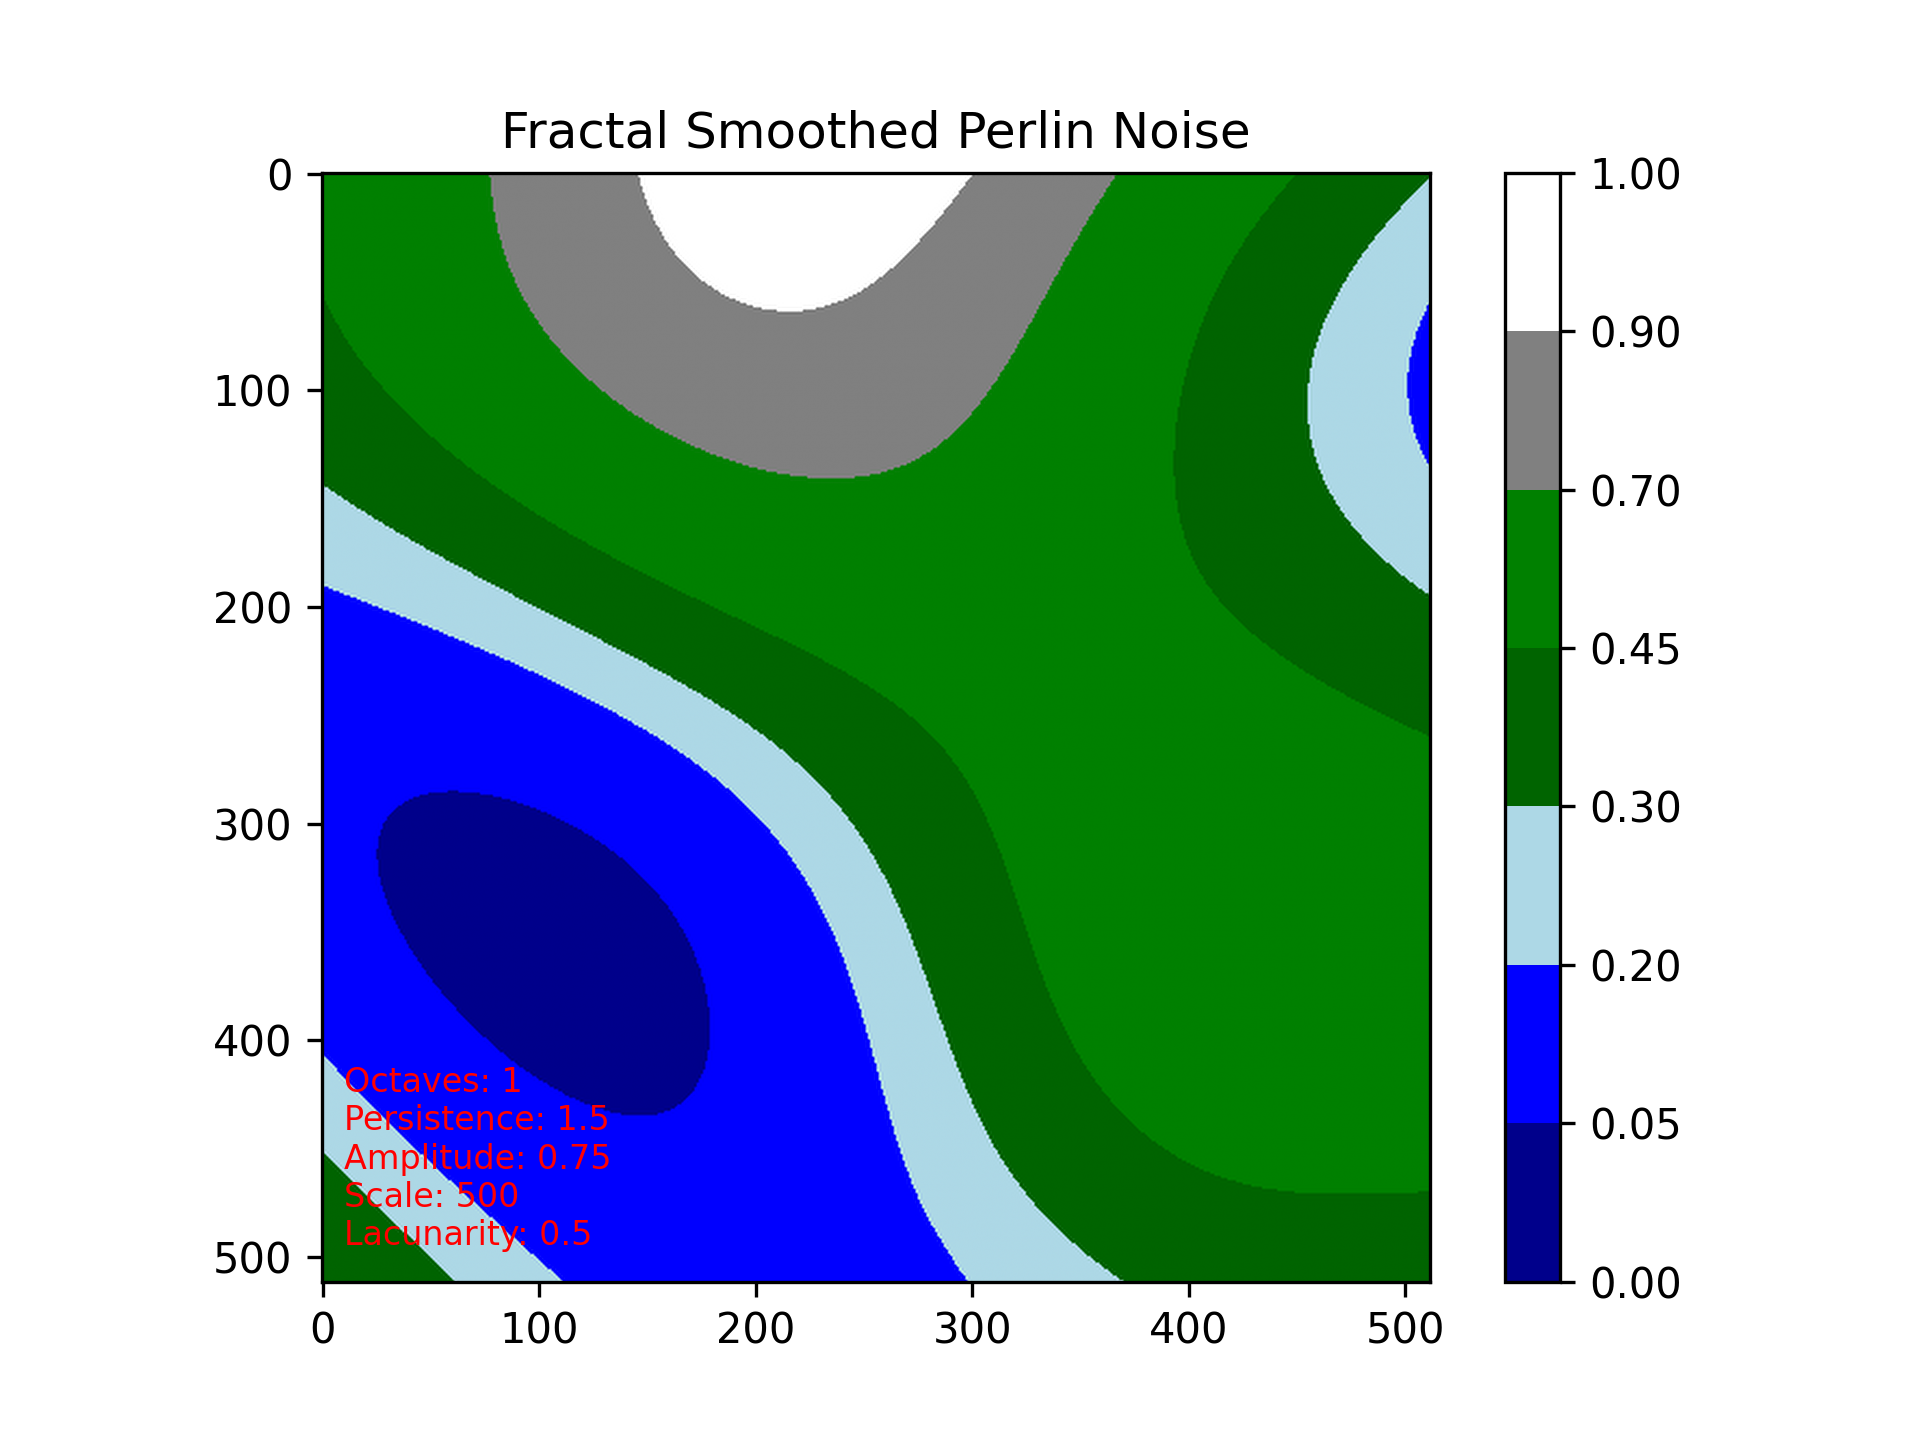 Fractal Smoothed Perlin Noise
0
100
200
300
400
500
Octaves: 1
Persistence: 1.5
Amplitude: 0.75
Scale: 500
Lacunarity: 0.5
0 100 200 300 400 500
1.00
0.90
0.70
0.45
0.30
0.20
0.05
0.00